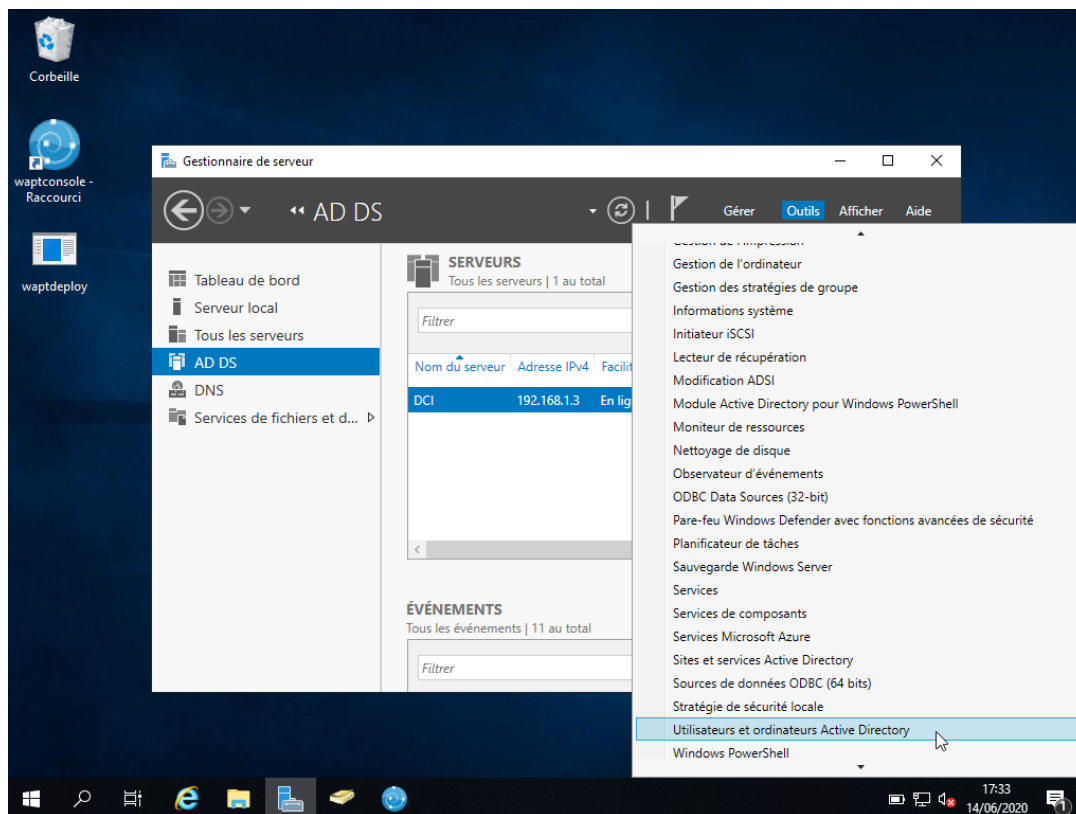 Corbeille
waptconsole -
Raccourci
waptdeploy
Gestionnaire de serveur
AD DS
Gérer Outils Afficher Aide
Tableau de bord
Serveur local
Tous les serveurs
AD DS
DNS
Services de fichiers et d...
SERVEURS
Tous les serveurs | 1 au total
Filtrer
Nom du serveur Adresse IPv4 Facilit
DCI 192.168.1.3 En lig
ÉVÉNEMENTS
Tous les événements | 11 au total
Filtrer
Gestion de l'impression
Gestion de l'ordinateur
Gestion des stratégies de groupe
Informations système
Initiateur iSCSI
Lecteur de récupération
Modification ADSI
Module Active Directory pour Windows PowerShell
Moniteur de ressources
Nettoyage de disque
Observateur d'événements
ODBC Data Sources (32-bit)
Pare-feu Windows Defender avec fonctions avancées de sécurité
Planificateur de tâches
Sauvegarde Windows Server
Services
Services de composants
Services Microsoft Azure
Sites et services Active Directory
Sources de données ODBC (64 bits)
Stratégie de sécurité locale
Utilisateurs et ordinateurs Active Directory
Windows PowerShell
17:33
14/06/2020
1